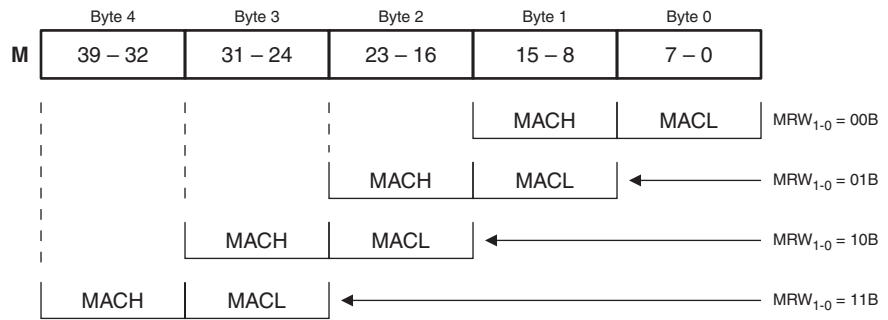 Byte 4 Byte 3 Byte 2 Byte 1 Byte 0
M 39 – 32 31 – 24 23 – 16 15 – 8 7 – 0
MACH MACL MRW1-0 = 00B
MACH MACL MRW1-0 = 01B
MACH MACL MRW1-0 = 10B
MACH MACL MRW1-0 = 11B